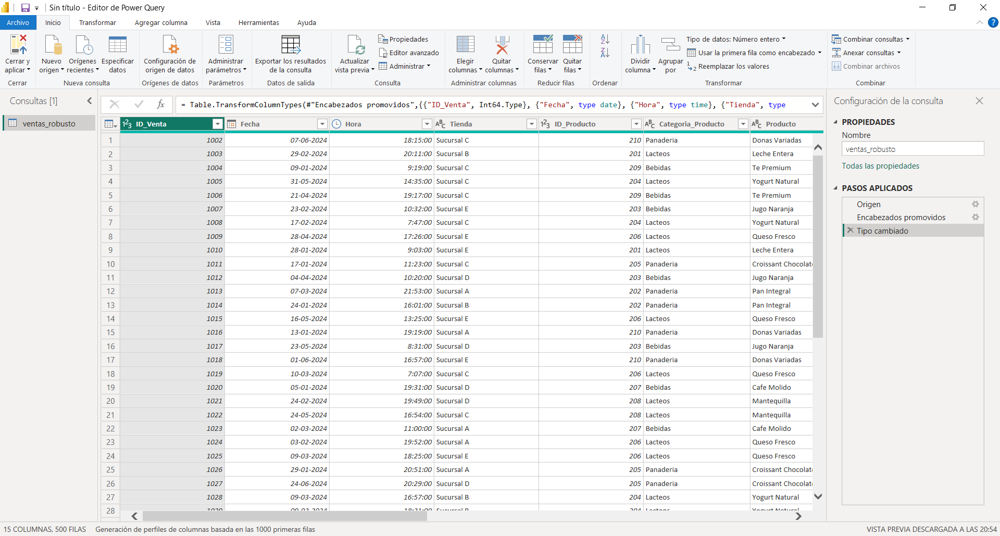 Sin título - Editor de Power Query
Archivo Inicio Transformar Agregar columna Vista Herramientas Ayuda
Cerrar y aplicar
Cerrar
Nuevo origen
Orígenes recientes
Especificar datos
Nueva consulta
Configuración de origen de datos
Orígenes de datos
Administrar parámetros
Parámetros
Exportar los resultados de la consulta
Datos de salida
Actualizar vista previa
Propiedades
Editor avanzado
Administrar
Consulta
Elegir columnas
Quitar columnas
Administrar columnas
Conservar filas
Quitar filas
Reducir filas
Ordenar
Dividir columna
Agrupar por
Tipo de datos: Número entero
Usar la primera fila como encabezado
Reemplazar los valores
Transformar
Combinar consultas
Anexar consultas
Combinar archivos
Combinar
Consultas [1]
ventas_robusto
fx
= Table.TransformColumnTypes(#"Encabezados promovidos",{{"ID_Venta", Int64.Type}, {"Fecha", type date}, {"Hora", type time}, {"Tienda", type
ID_Venta Fecha Hora Tienda ID_Producto Categoria_Producto Producto
1 1002 07-06-2024 18:15:00 Sucursal C 210 Panaderia Donas Variadas
2 1003 29-02-2024 20:11:00 Sucursal B 201 Lacteos Leche Entera
3 1004 09-01-2024 9:19:00 Sucursal C 209 Bebidas Te Premium
4 1005 31-05-2024 14:35:00 Sucursal C 204 Lacteos Yogurt Natural
5 1006 21-04-2024 19:17:00 Sucursal C 209 Bebidas Te Premium
6 1007 23-02-2024 10:32:00 Sucursal E 203 Bebidas Jugo Naranja
7 1008 17-02-2024 7:47:00 Sucursal C 204 Lacteos Yogurt Natural
8 1009 28-04-2024 17:26:00 Sucursal E 206 Lacteos Queso Fresco
9 1010 28-01-2024 9:03:00 Sucursal E 201 Lacteos Leche Entera
10 1011 17-01-2024 11:23:00 Sucursal C 205 Panaderia Croissant Chocolat
11 1012 04-04-2024 10:20:00 Sucursal D 203 Bebidas Jugo Naranja
12 1013 07-03-2024 21:53:00 Sucursal A 202 Panaderia Pan Integral
13 1014 24-01-2024 16:01:00 Sucursal B 202 Panaderia Pan Integral
14 1015 16-05-2024 13:25:00 Sucursal E 206 Lacteos Queso Fresco
15 1016 13-01-2024 19:19:00 Sucursal A 210 Panaderia Donas Variadas
16 1017 23-05-2024 8:31:00 Sucursal D 203 Bebidas Jugo Naranja
17 1018 01-06-2024 16:57:00 Sucursal E 210 Panaderia Donas Variadas
18 1019 10-03-2024 7:07:00 Sucursal C 206 Lacteos Queso Fresco
19 1020 05-01-2024 19:31:00 Sucursal D 207 Bebidas Cafe Molido
20 1021 24-02-2024 19:49:00 Sucursal D 208 Lacteos Mantequilla
21 1022 24-05-2024 16:54:00 Sucursal C 208 Lacteos Mantequilla
22 1023 02-03-2024 11:00:00 Sucursal A 207 Bebidas Cafe Molido
23 1024 03-02-2024 19:52:00 Sucursal A 206 Lacteos Queso Fresco
24 1025 09-03-2024 18:25:00 Sucursal E 206 Lacteos Queso Fresco
25 1026 29-01-2024 20:51:00 Sucursal A 205 Panaderia Croissant Chocolat
26 1027 24-06-2024 20:29:00 Sucursal D 205 Panaderia Croissant Chocolat
27 1028 09-03-2024 16:57:00 Sucursal B 204 Lacteos Yogurt Natural
28
Configuración de la consulta
PROPIEDADES
Nombre
ventas_robusto
Todas las propiedades
PASOS APLICADOS
Origen
Encabezados promovidos
Tipo cambiado
15 COLUMNAS, 500 FILAS Generación de perfiles de columnas basada en las 1000 primeras filas
VISTA PREVIA DESCARGADA A LAS 20:54